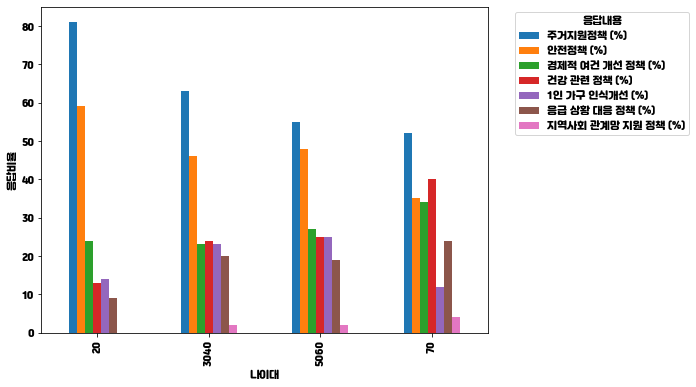 응답내용
주거지원정책 (%)
안전정책 (%)
경제적 여건 개선 정책 (%)
건강 관련 정책 (%)
1인 가구 인식개선 (%)
응급 상황 대응 정책 (%)
지역사회 관계망 지원 정책 (%)
응답비율
80
70
60
50
40
30
20
10
0
20
3040
5060
70
나이대